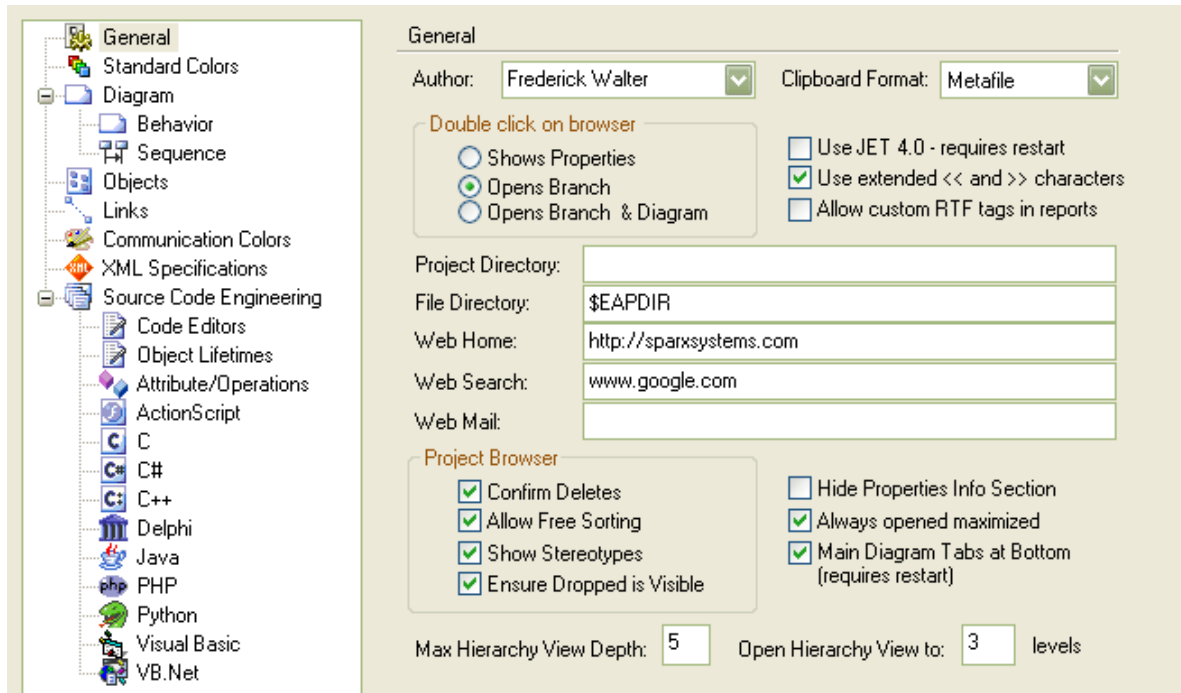 General
Standard Colors
Diagram
Behavior
Sequence
Objects
Links
Communication Colors
XML Specifications
Source Code Engineering
Code Editors
Object Lifetimes
Attribute/Operations
ActionScript
C
C#
C++
Delphi
Java
PHP
Python
Visual Basic
VB.Net
General
Author: Frederick Walter Clipboard Format: Metafile
Double click on browser
Shows Properties
Opens Branch
Opens Branch & Diagram
Use JET 4.0 - requires restart
Use extended << and >> characters
Allow custom RTF tags in reports
Project Directory:
File Directory: $EAPDIR
Web Home: http://sparxsystems.com
Web Search: www.google.com
Web Mail:
Project Browser
Confirm Deletes
Allow Free Sorting
Show Stereotypes
Ensure Dropped is Visible
Hide Properties Info Section
Always opened maximized
Main Diagram Tabs at Bottom
(requires restart)
Max Hierarchy View Depth: 5 Open Hierarchy View to: 3 levels